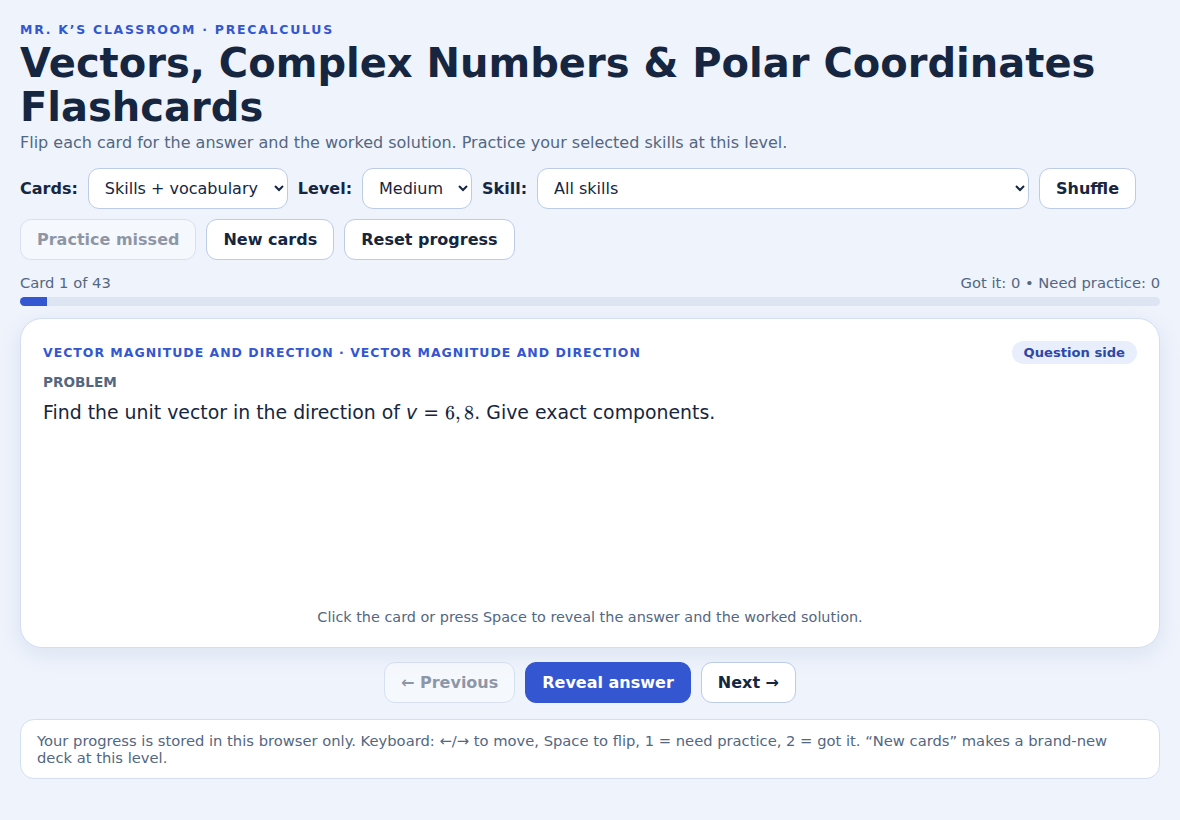 MR. K’S CLASSROOM · PRECALCULUS
Vectors, Complex Numbers & Polar Coordinates
Flashcards
Flip each card for the answer and the worked solution. Practice your selected skills at this level.
Cards: Skills + vocabulary Level: Medium Skill: All skills Shuffle
Practice missed New cards Reset progress
Card 1 of 43 Got it: 0 • Need practice: 0
VECTOR MAGNITUDE AND DIRECTION · VECTOR MAGNITUDE AND DIRECTION Question side
PROBLEM
Find the unit vector in the direction of v = 6, 8. Give exact components.
Click the card or press Space to reveal the answer and the worked solution.
← Previous Reveal answer Next →
Your progress is stored in this browser only. Keyboard: ←/→ to move, Space to flip, 1 = need practice, 2 = got it. “New cards” makes a brand-new
deck at this level.